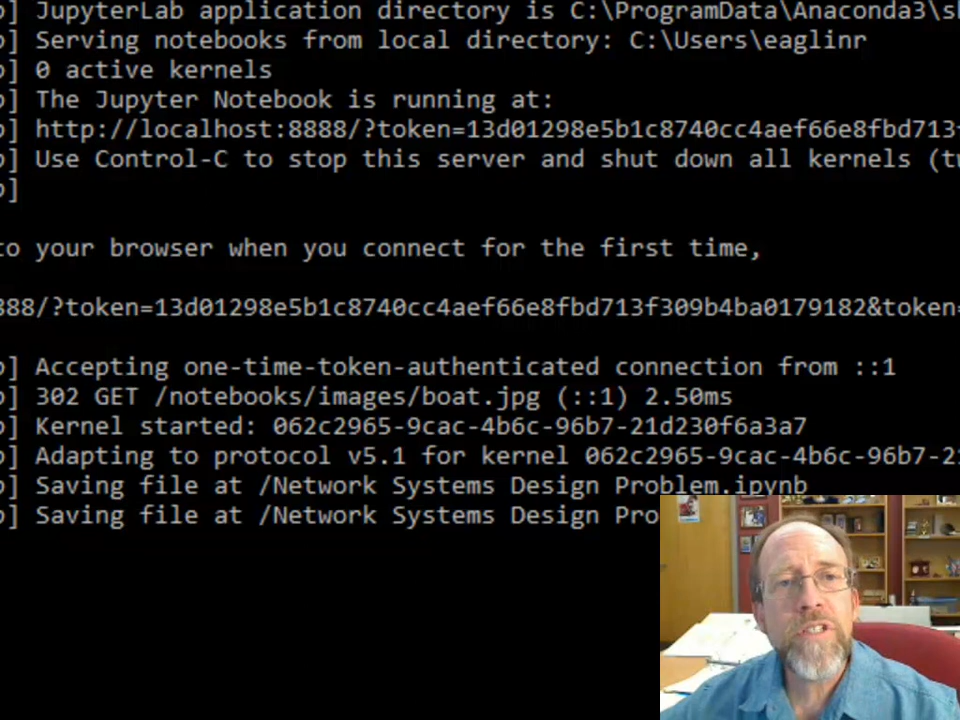 ] JupyterLab application directory is C:\ProgramData\Anaconda3\
] Serving notebooks from local directory: C:\Users\eaglinr
] 0 active kernels
] The Jupyter Notebook is running at:
] http://localhost:8888/?token=13d01298e5b1c8740cc4aef66e8fbd713
] Use Control-C to stop this server and shut down all kernels
]
to your browser when you connect for the first time,
888/?token=13d01298e5b1c8740cc4aef66e8fbd713f309b4ba0179182&token=
] Accepting one-time-token-authenticated connection from ::1
] 302 GET /notebooks/images/boat.jpg (::1) 2.50ms
] Kernel started: 062c2965-9cac-4b6c-96b7-21d230f6a3a7
] Adapting to protocol v5.1 for kernel 062c2965-9cac-4b6c-96b7-2
] Saving file at /Network Systems Design Problem.ipynb
] Saving file at /Network Systems Design Pro